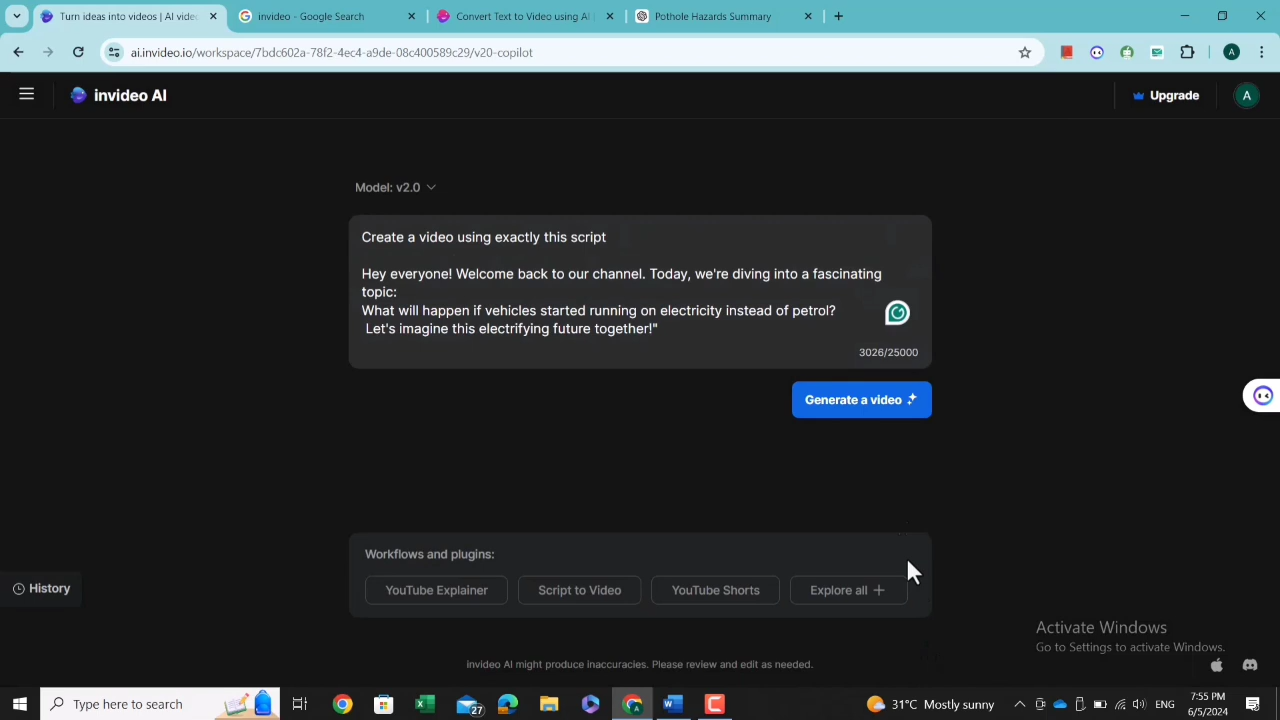 Turn ideas into videos | AI video
invideo - Google Search
Convert Text to Video using AI
Pothole Hazards Summary
ai.invideo.io/workspace/7bdc602a-78f2-4ec4-a9de-08c400589c29/v20-copilot
A
invideo AI
Upgrade
A
Model: v2.0
Create a video using exactly this script
Hey everyone! Welcome back to our channel. Today, we're diving into a fascinating
topic:
What will happen if vehicles started running on electricity instead of petrol?
Let's imagine this electrifying future together!"
3026/25000
Generate a video
Workflows and plugins:
YouTube Explainer
Script to Video
YouTube Shorts
Explore all +
History
Activate Windows
Go to Settings to activate Windows.
invideo AI might produce inaccuracies. Please review and edit as needed.
Type here to search
27
31°C Mostly sunny
ENG
7:55 PM
6/5/2024